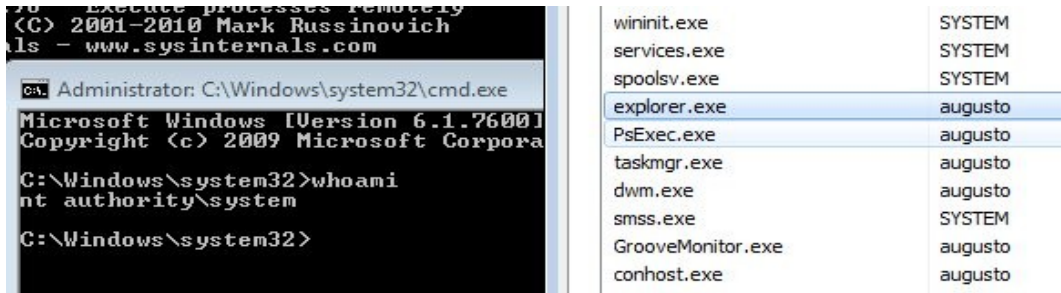 Execute processes remotely
(C) 2001-2010 Mark Russinovich
ls - www.sysinternals.com
Administrator: C:\Windows\system32\cmd.exe
Microsoft Windows [Version 6.1.7600]
Copyright (c) 2009 Microsoft Corpora
C:\Windows\system32>whoami
nt authority\system
C:\Windows\system32>
wininit.exe SYSTEM
services.exe SYSTEM
spoolsv.exe SYSTEM
explorer.exe augusto
PsExec.exe augusto
taskmgr.exe augusto
dwm.exe augusto
smss.exe SYSTEM
GrooveMonitor.exe augusto
conhost.exe augusto